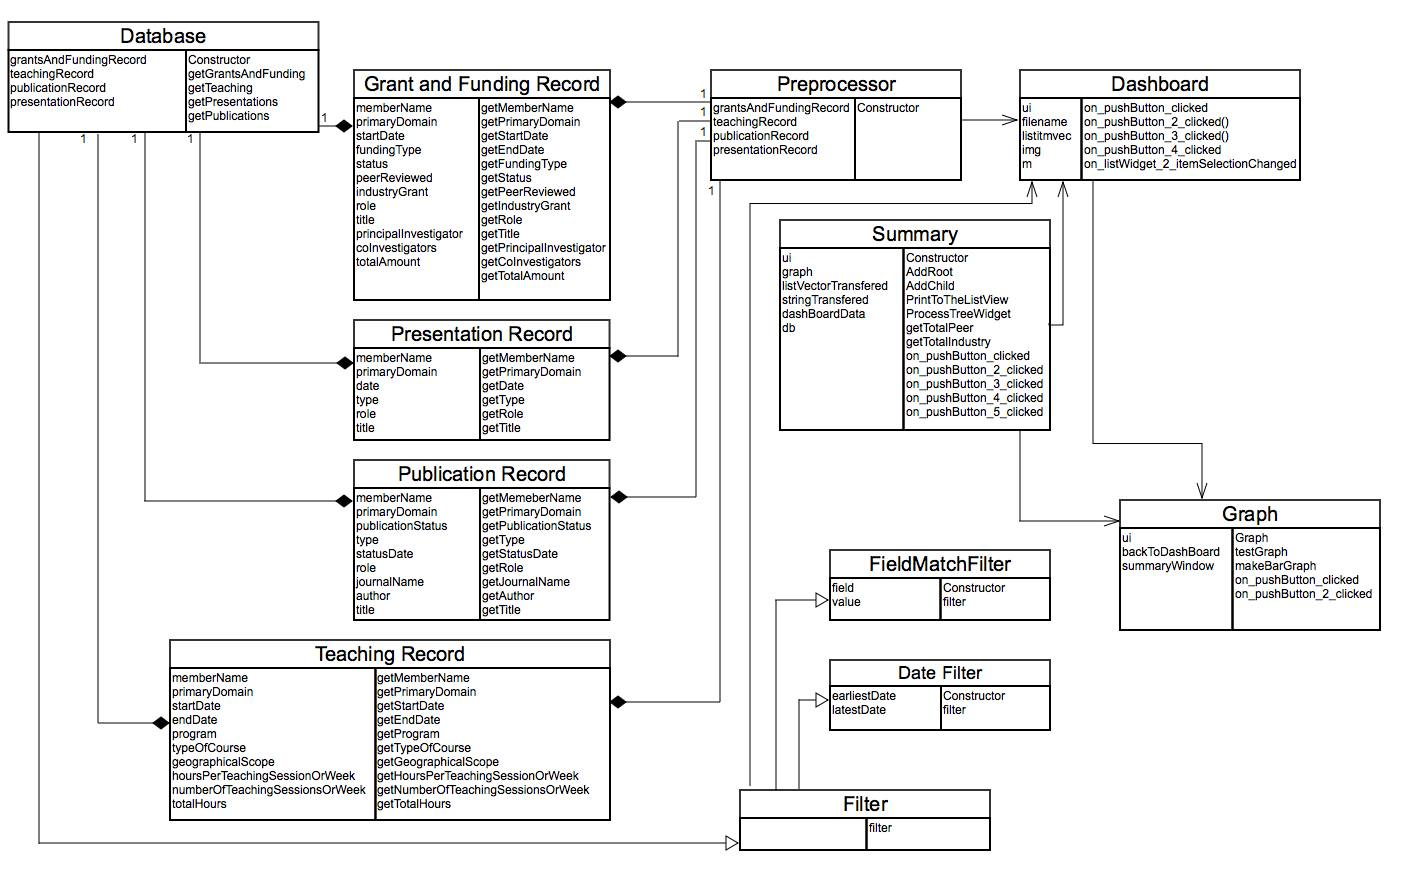 Database
grantsAndFundingRecord
teachingRecord
publicationRecord
presentationRecord
Constructor
getGrantsAndFunding
getTeaching
getPresentations
getPublications
1
1
1
1
Grant and Funding Record
memberName
primaryDomain
startDate
fundingType
status
peerReviewed
industryGrant
role
title
principalInvestigator
coInvestigators
totalAmount
getMemberName
getPrimaryDomain
getStartDate
getEndDate
getFundingType
getStatus
getPeerReviewed
getIndustryGrant
getRole
getTitle
getPrincipalInvestigator
getCoInvestigators
getTotalAmount
Preprocessor
grantsAndFundingRecord
teachingRecord
publicationRecord
presentationRecord
Constructor
1
1
1
1
Dashboard
ui
filename
listitmvec
img
m
on_pushButton_clicked
on_pushButton_2_clicked()
on_pushButton_3_clicked()
on_pushButton_4_clicked
on_listWidget_2_itemSelectionChanged
Summary
ui
graph
listVectorTransfered
stringTransfered
dashBoardData
db
Constructor
AddRoot
AddChild
PrintToTheListView
ProcessTreeWidget
getTotalPeer
getTotalIndustry
on_pushButton_clicked
on_pushButton_2_clicked
on_pushButton_3_clicked
on_pushButton_4_clicked
on_pushButton_5_clicked
Presentation Record
memberName
primaryDomain
date
type
role
title
getMemberName
getPrimaryDomain
getDate
getType
getRole
getTitle
Publication Record
memberName
primaryDomain
publicationStatus
type
statusDate
role
journalName
author
title
getMemeberName
getPrimaryDomain
getPublicationStatus
getType
getStatusDate
getRole
getJournalName
getAuthor
getTitle
Graph
ui
backToDashBoard
summaryWindow
Graph
testGraph
makeBarGraph
on_pushButton_clicked
on_pushButton_2_clicked
FieldMatchFilter
field
value
Constructor
filter
Teaching Record
memberName
primaryDomain
startDate
endDate
program
typeOfCourse
geographicalScope
hoursPerTeachingSessionOrWeek
numberOfTeachingSessionsOrWeek
totalHours
getMemberName
getPrimaryDomain
getStartDate
getEndDate
getProgram
getTypeOfCourse
getGeographicalScope
getHoursPerTeachingSessionOrWeek
getNumberOfTeachingSessionsOrWeek
getTotalHours
Date Filter
earliestDate
latestDate
Constructor
filter
Filter
filter